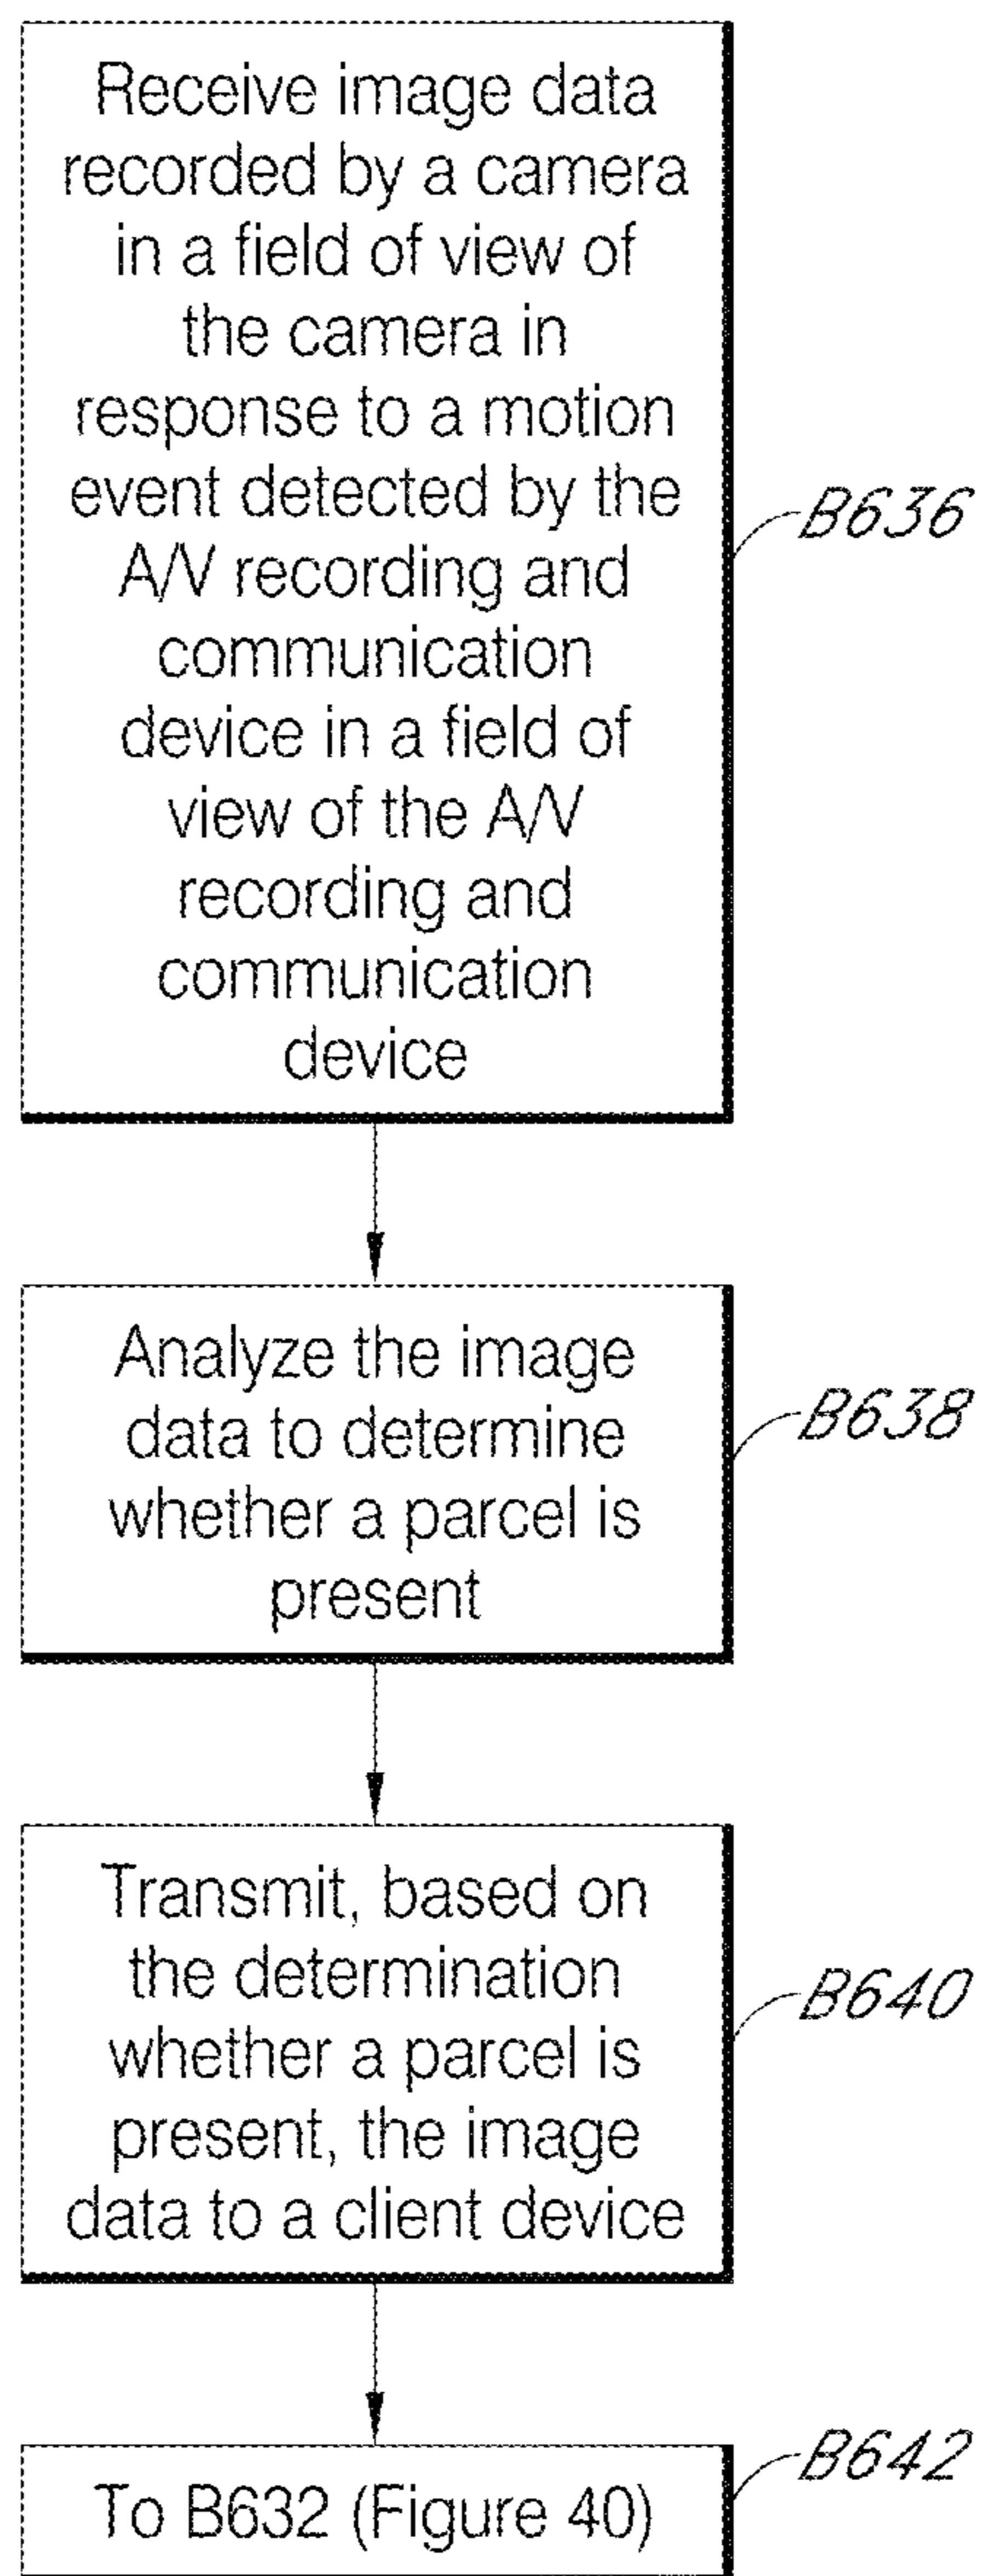 Receive image data
recorded by a camera
in a field of view of
the camera in
response to a motion
event detected by the
A/V recording and
communication
device in a field of
view of the A/V
recording and
communication
device
B636
Analyze the image
data to determine
whether a parcel is
present
B638
Transmit, based on
the determination
whether a parcel is
present, the image
data to a client device
B640
To B632 (Figure 40)
B642